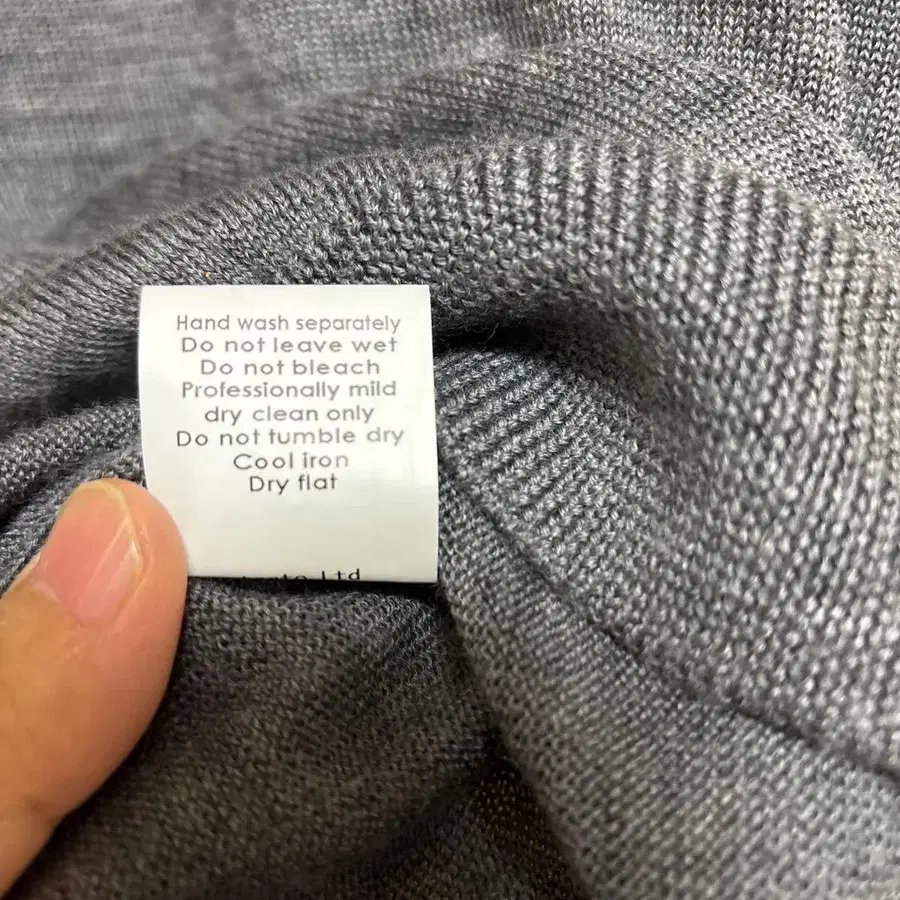 Hand wash separately
Do not leave wet
Do not bleach
Professionally mild
dry clean only
Do not tumble dry
Cool iron
Dry flat
Ltd